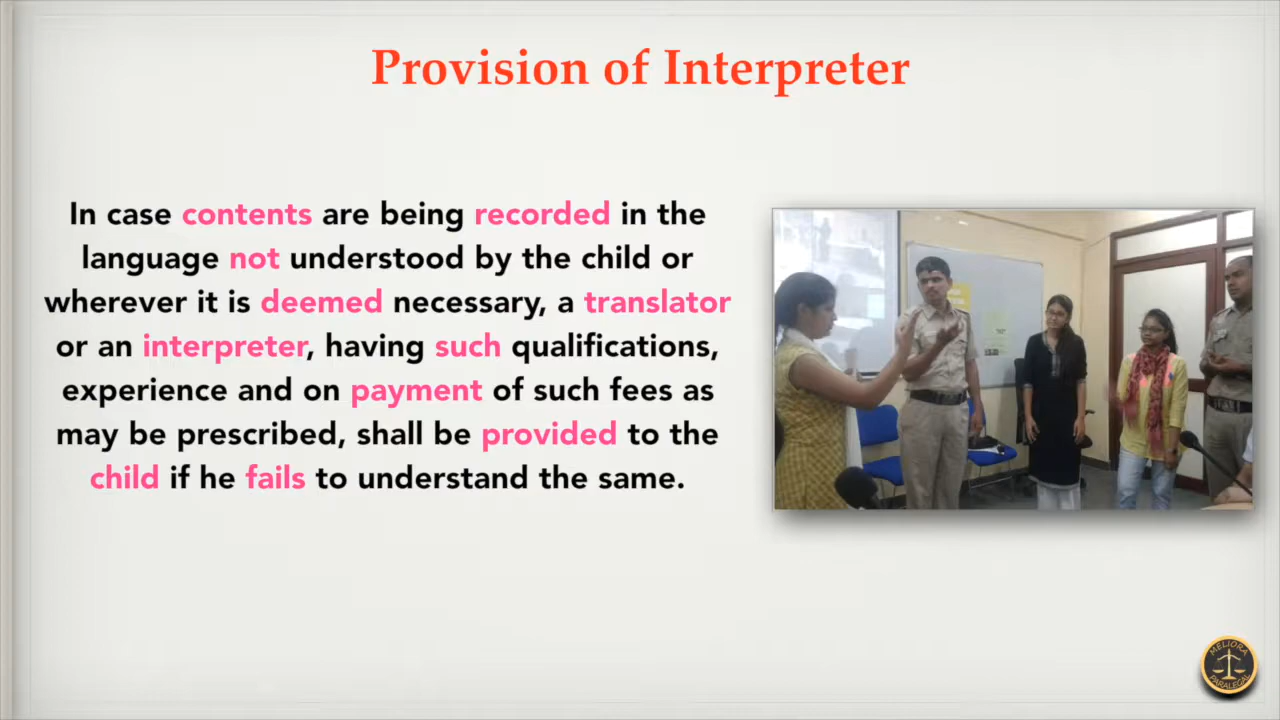 Provision of Interpreter
In case contents are being recorded in the
language not understood by the child or
wherever it is deemed necessary, a translator
or an interpreter, having such qualifications,
experience and on payment of such fees as
may be prescribed, shall be provided to the
child if he fails to understand the same.
MELIORA
PARALEGAL